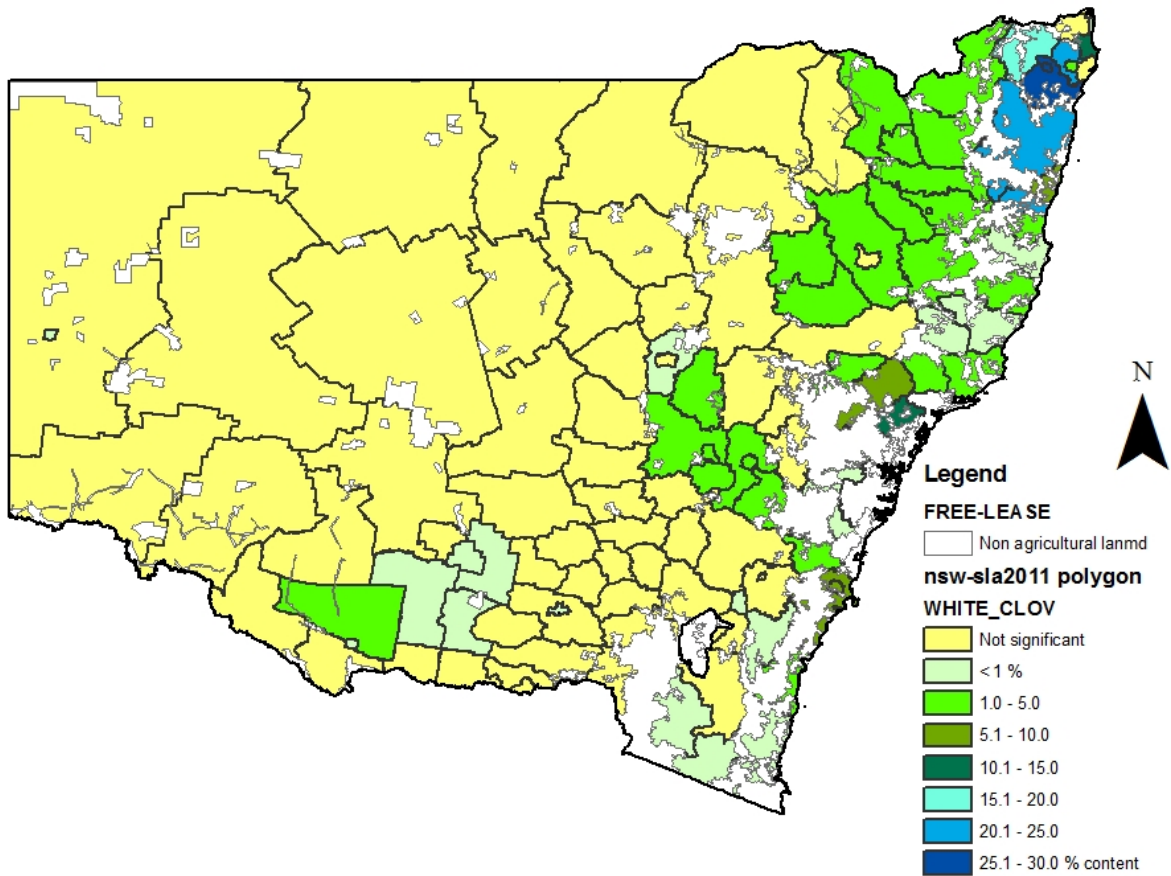 N
Legend
FREE-LEASE
Non agricultural lanmd
nsw-sla2011 polygon
WHITE_CLOV
Not significant
<1 %
1.0 - 5.0
5.1 - 10.0
10.1 - 15.0
15.1 - 20.0
20.1 - 25.0
25.1 - 30.0 % content